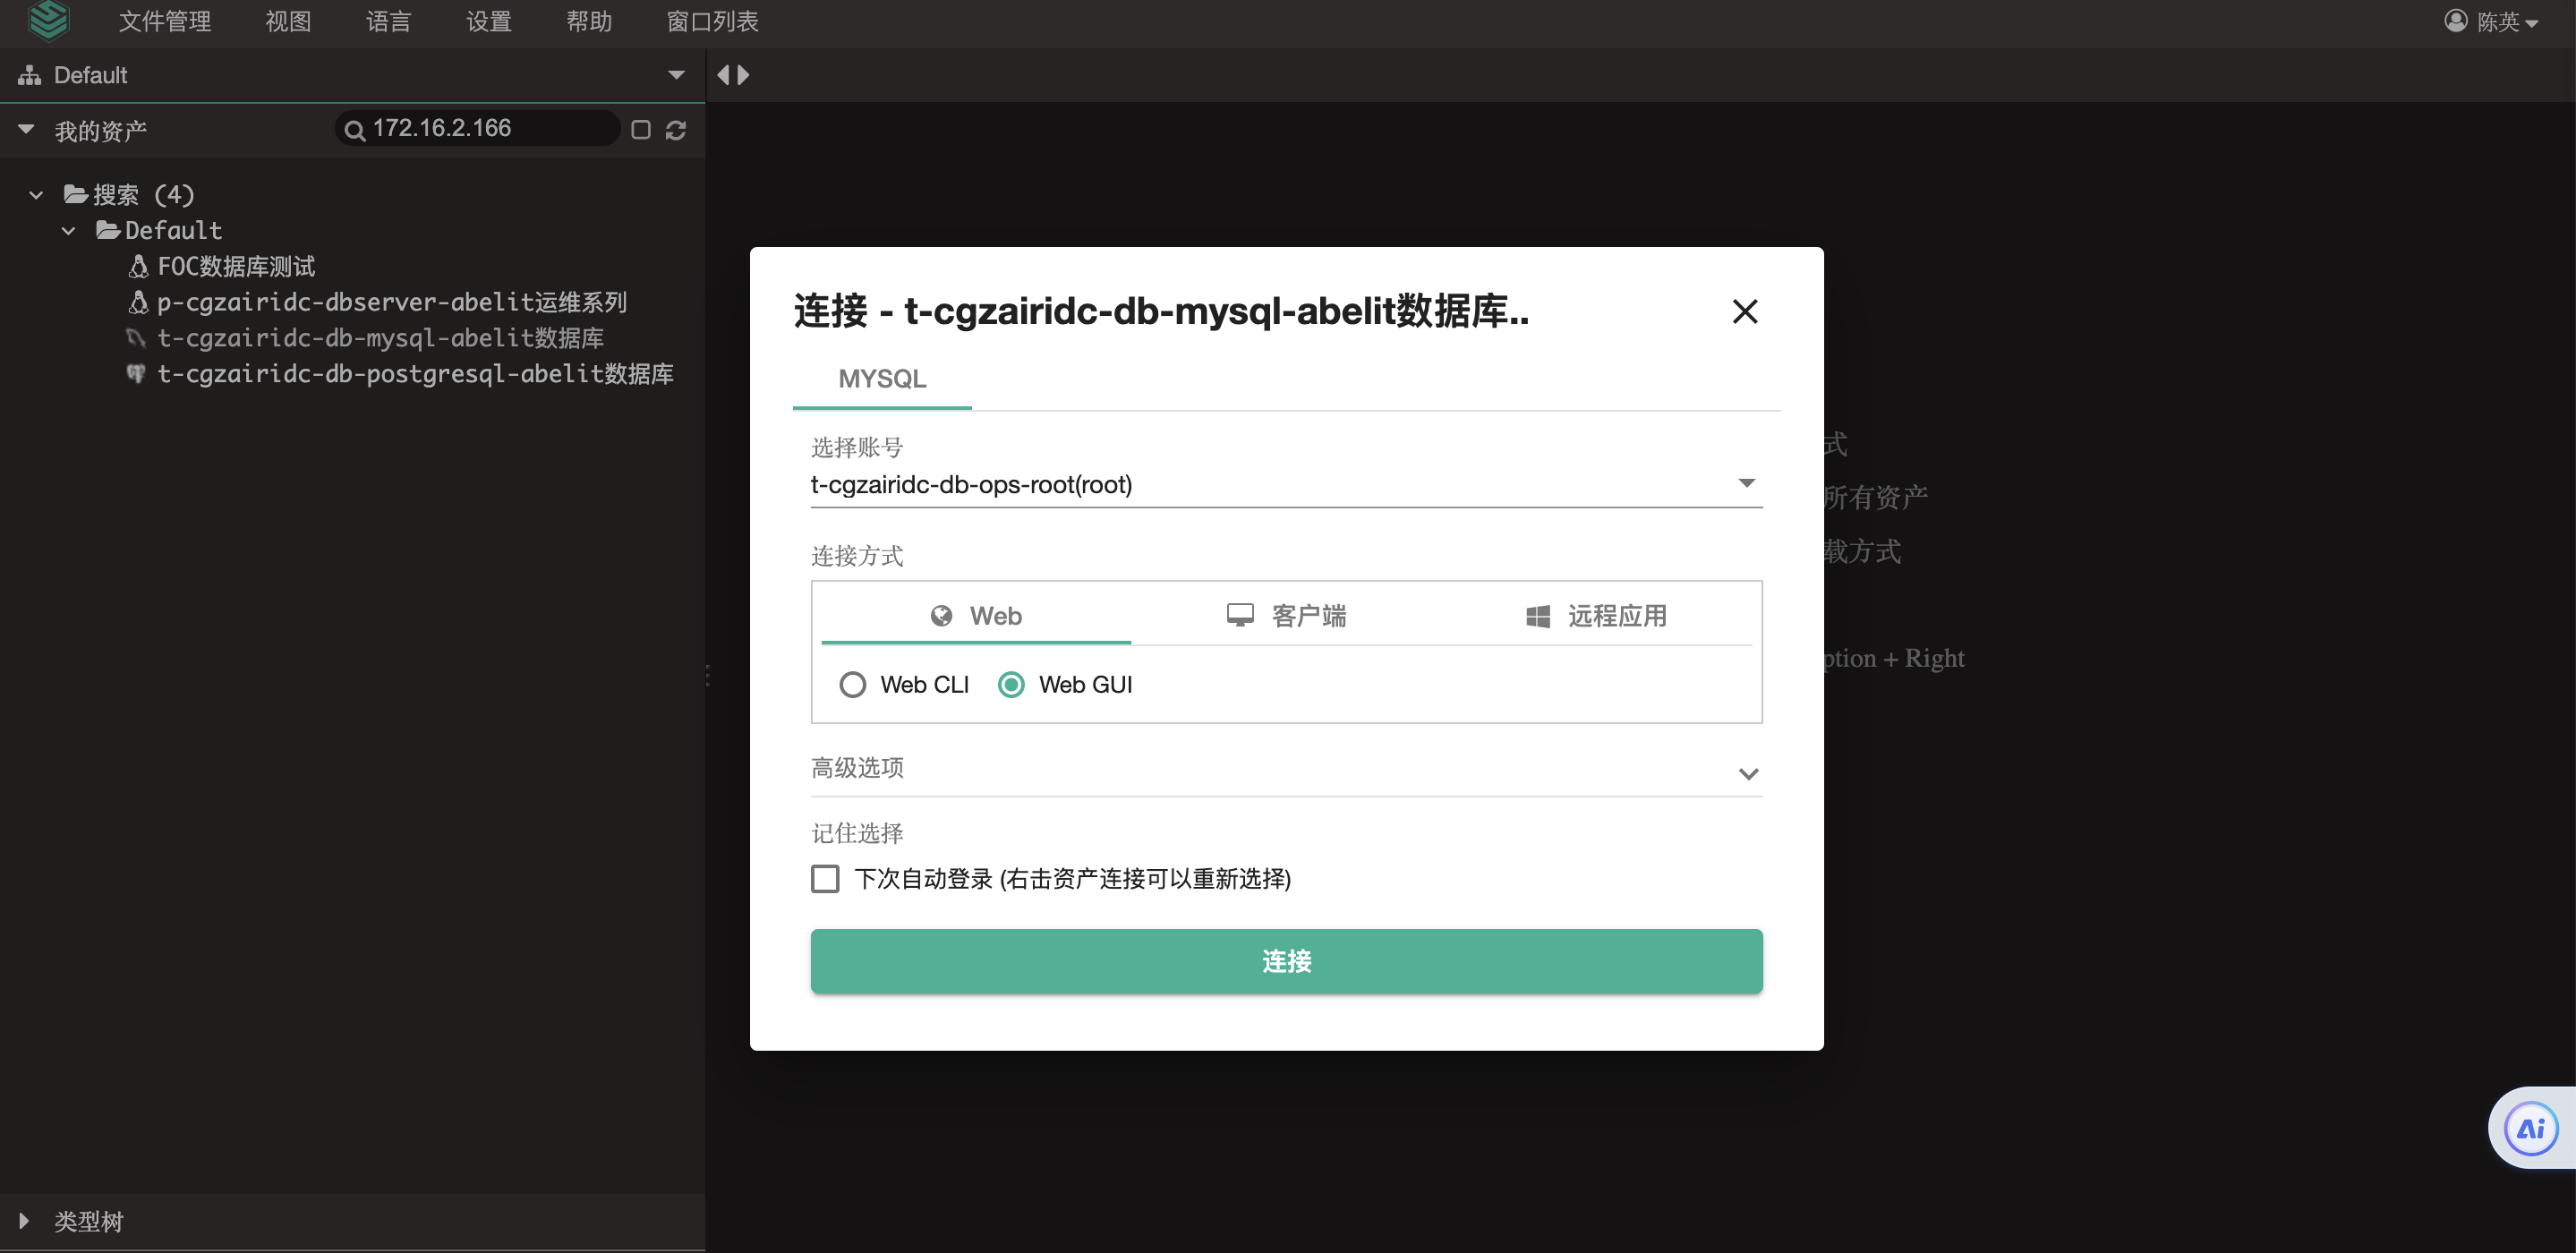 文件管理 视图 语言 设置 帮助 窗口列表 陈英
Default
我的资产 172.16.2.166
搜索 (4)
Default
FOC数据库测试
p-cgzairidc-dbserver-abelit运维系列
t-cgzairidc-db-mysql-abelit数据库
t-cgzairidc-db-postgresql-abelit数据库
类型树
连接 - t-cgzairidc-db-mysql-abelit数据库..
MYSQL
选择账号
t-cgzairidc-db-ops-root(root)
连接方式
Web 客户端 远程应用
Web CLI Web GUI
高级选项
记住选择
下次自动登录 (右击资产连接可以重新选择)
连接
式
所有资产
载方式
ption + Right
Ai